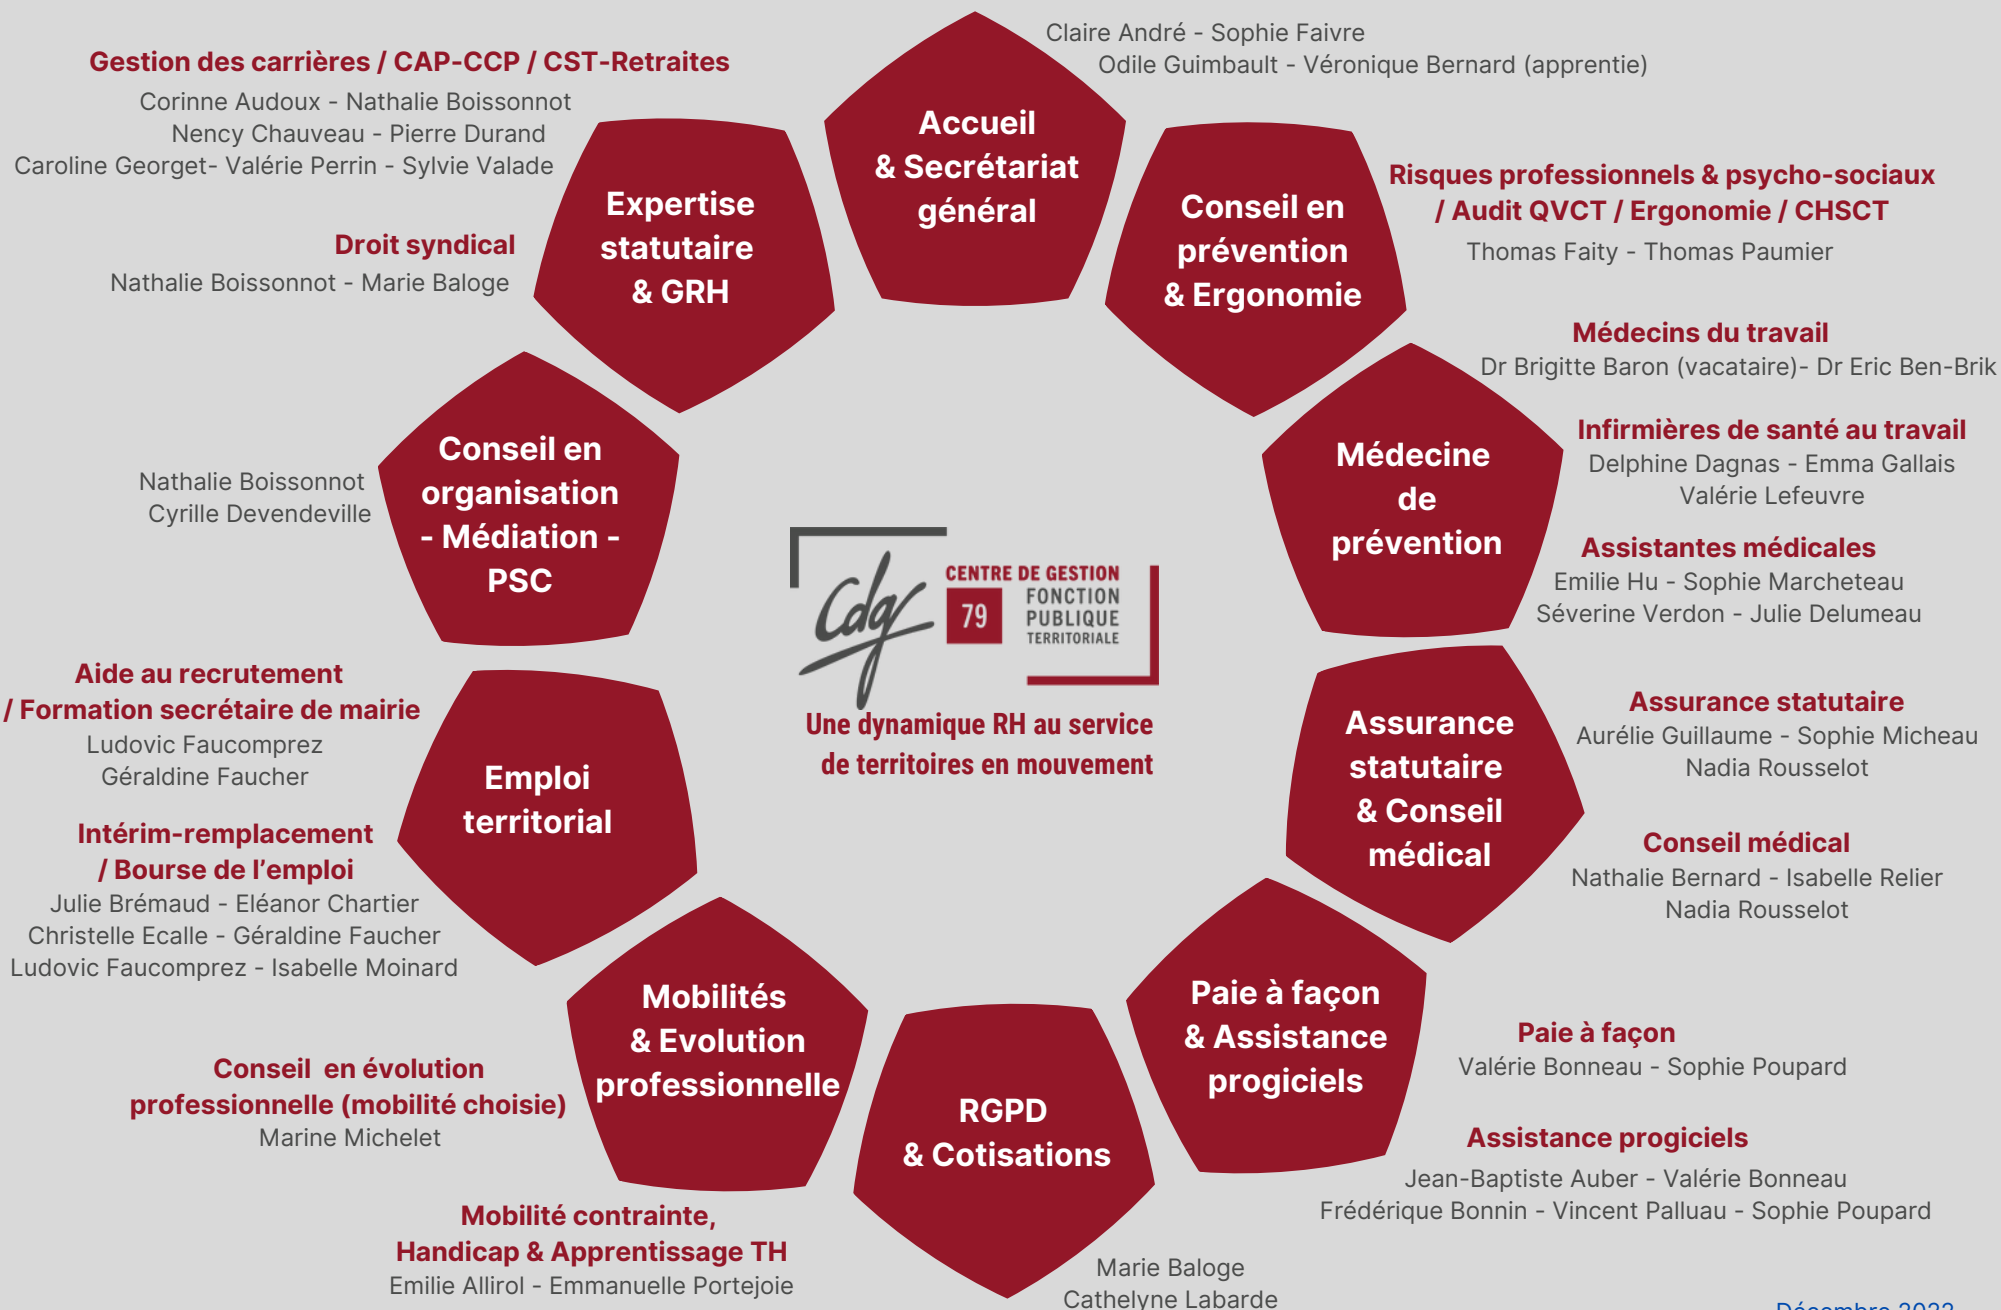 Claire André - Sophie Faivre
Odile Guimbault - Véronique Bernard (apprentie)
Accueil
& Secrétariat
général
Gestion des carrières / CAP-CCP / CST-Retraites
Corinne Audoux - Nathalie Boissonnot
Nency Chauveau - Pierre Durand
Caroline Georget- Valérie Perrin - Sylvie Valade
Droit syndical
Nathalie Boissonnot - Marie Baloge
Expertise
statutaire
& GRH
Conseil en
prévention
& Ergonomie
Risques professionnels & psycho-sociaux
/ Audit QVCT / Ergonomie / CHSCT
Thomas Faity - Thomas Paumier
Médecine
de
prévention
Médecins du travail
Dr Brigitte Baron (vacataire)- Dr Eric Ben-Brik
Infirmières de santé au travail
Delphine Dagnas - Emma Gallais
Valérie Lefeuvre
Assistantes médicales
Emilie Hu - Sophie Marcheteau
Séverine Verdon - Julie Delumeau
Nathalie Boissonnot
Cyrille Devendeville
Conseil en
organisation
- Médiation -
PSC
Cdg
CENTRE DE GESTION
79
FONCTION
PUBLIQUE
TERRITORIALE
Une dynamique RH au service
de territoires en mouvement
Assurance
statutaire
& Conseil
médical
Assurance statutaire
Aurélie Guillaume - Sophie Micheau
Nadia Rousselot
Conseil médical
Nathalie Bernard - Isabelle Relier
Nadia Rousselot
Aide au recrutement
/ Formation secrétaire de mairie
Ludovic Faucomprez
Géraldine Faucher
Intérim-remplacement
/ Bourse de l'emploi
Julie Brémaud - Eléanor Chartier
Christelle Ecalle - Géraldine Faucher
Ludovic Faucomprez - Isabelle Moinard
Emploi
territorial
Mobilités
& Evolution
professionnelle
Conseil en évolution
professionnelle (mobilité choisie)
Marine Michelet
Mobilité contrainte,
Handicap & Apprentissage TH
Emilie Allirol - Emmanuelle Portejoie
RGPD
& Cotisations
Marie Baloge
Cathelyne Labarde
Paie à façon
& Assistance
progiciels
Paie à façon
Valérie Bonneau - Sophie Poupard
Assistance progiciels
Jean-Baptiste Auber - Valérie Bonneau
Frédérique Bonnin - Vincent Palluau - Sophie Poupard
Décembre